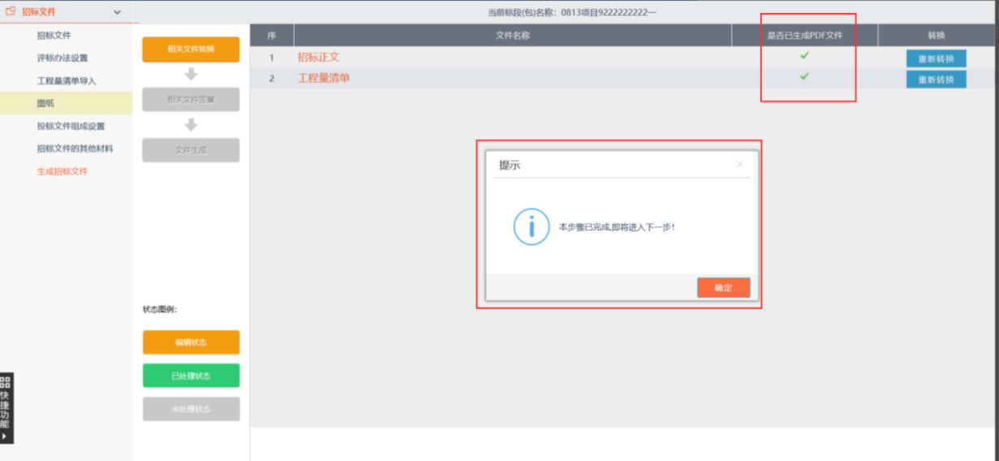 招标文件
当前标段(包)名称：0813项目9222222222一
招标文件
评标办法设置
工程量清单导入
图纸
投标文件组成设置
招标文件的其他材料
生成招标文件
相关文件转换
相关文件签章
文件生成
状态图例：
编辑状态
已处理状态
未处理状态
序 文件名称 是否已生成PDF文件 转换
1 招标正文 重新转换
2 工程量清单 重新转换
提示
本步骤已完成,即将进入下一步!
确定
快捷功能